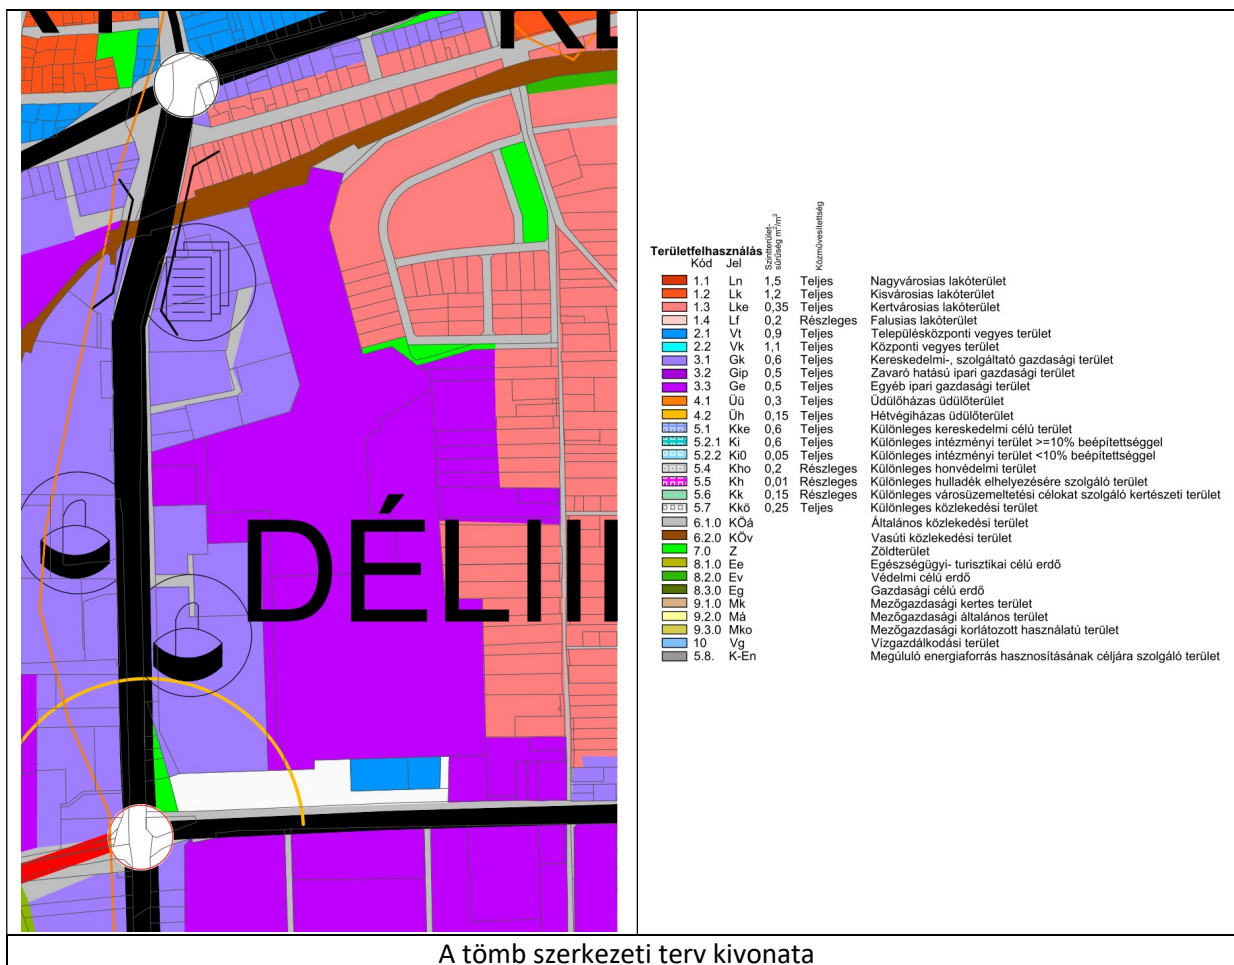 DÉLIII
Területfelhasználás
Kód Jel Szintterület-sűrűség m²/m² Közművesítettség
1.1 Ln 1,5 Teljes Nagyvárosias lakóterület
1.2 Lk 1,2 Teljes Kisvárosias lakóterület
1.3 Lke 0,35 Teljes Kertvárosias lakóterület
1.4 Lf 0,2 Részleges Falusias lakóterület
2.1 Vt 0,9 Teljes Településközponti vegyes terület
2.2 Vk 1,1 Teljes Központi vegyes terület
3.1 Gk 0,6 Teljes Kereskedelmi-, szolgáltató gazdasági terület
3.2 Gip 0,5 Teljes Zavaró hatású ipari gazdasági terület
3.3 Ge 0,5 Teljes Egyéb ipari gazdasági terület
4.1 Üü 0,3 Teljes Üdülőházas üdülőterület
4.2 Üh 0,15 Teljes Hétvégiházas üdülőterület
5.1 Kke 0,6 Teljes Különleges kereskedelmi célú terület
5.2.1 Ki 0,6 Teljes Különleges intézményi terület >=10% beépítettséggel
5.2.2 Ki0 0,05 Teljes Különleges intézményi terület <10% beépítettséggel
5.4 Kho 0,2 Részleges Különleges honvédelmi terület
5.5 Kh 0,01 Részleges Különleges hulladék elhelyezésére szolgáló terület
5.6 Kk 0,15 Részleges Különleges városüzemeltetési célokat szolgáló kertészeti terület
5.7 Kkö 0,25 Teljes Különleges közlekedési terület
6.1.0 KÖá Általános közlekedési terület
6.2.0 KÖv Vasúti közlekedési terület
7.0 Z Zöldterület
8.1.0 Ee Egészségügyi- turisztikai célú erdő
8.2.0 Ev Védelmi célú erdő
8.3.0 Eg Gazdasági célú erdő
9.1.0 Mk Mezőgazdasági kertes terület
9.2.0 Má Mezőgazdasági általános terület
9.3.0 Mko Mezőgazdasági korlátozott használatú terület
10 Vg Vízgazdálkodási terület
5.8. K-En Megúluló energiaforrás hasznosításának céljára szolgáló terület
A tömb szerkezeti terv kivonata